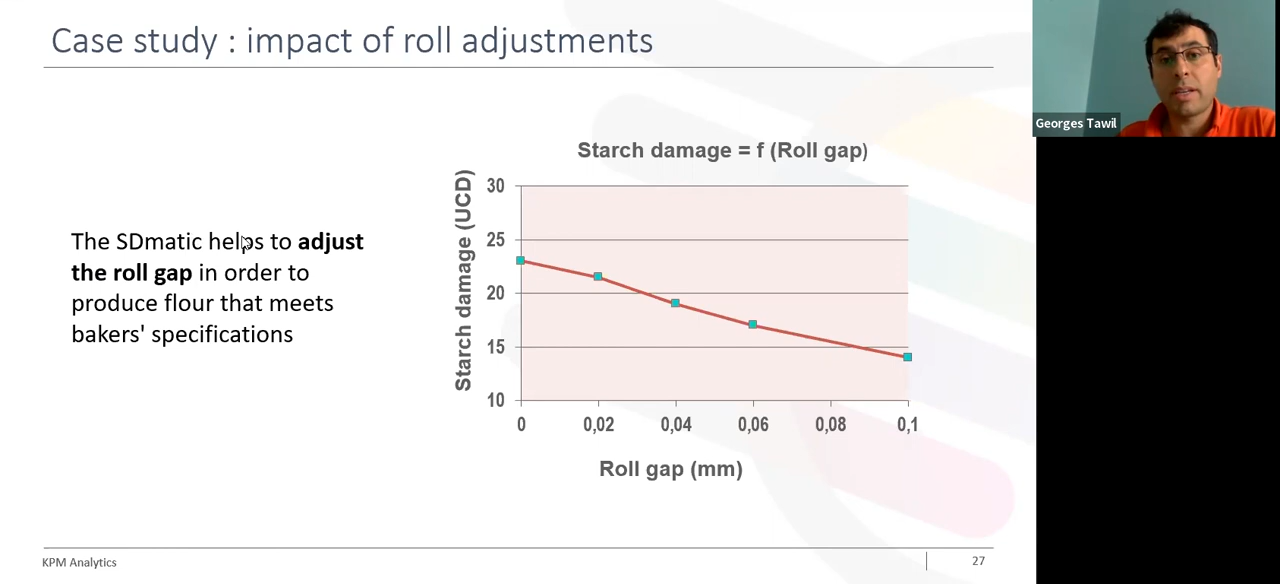 Case study : impact of roll adjustments
Georges Tawil
The SDmatic helps to adjust
the roll gap in order to
produce flour that meets
bakers' specifications
Starch damage = f (Roll gap)
Starch damage (UCD)
30
25
20
15
10
0 0,02 0,04 0,06 0,08 0,1
Roll gap (mm)
KPM Analytics
27